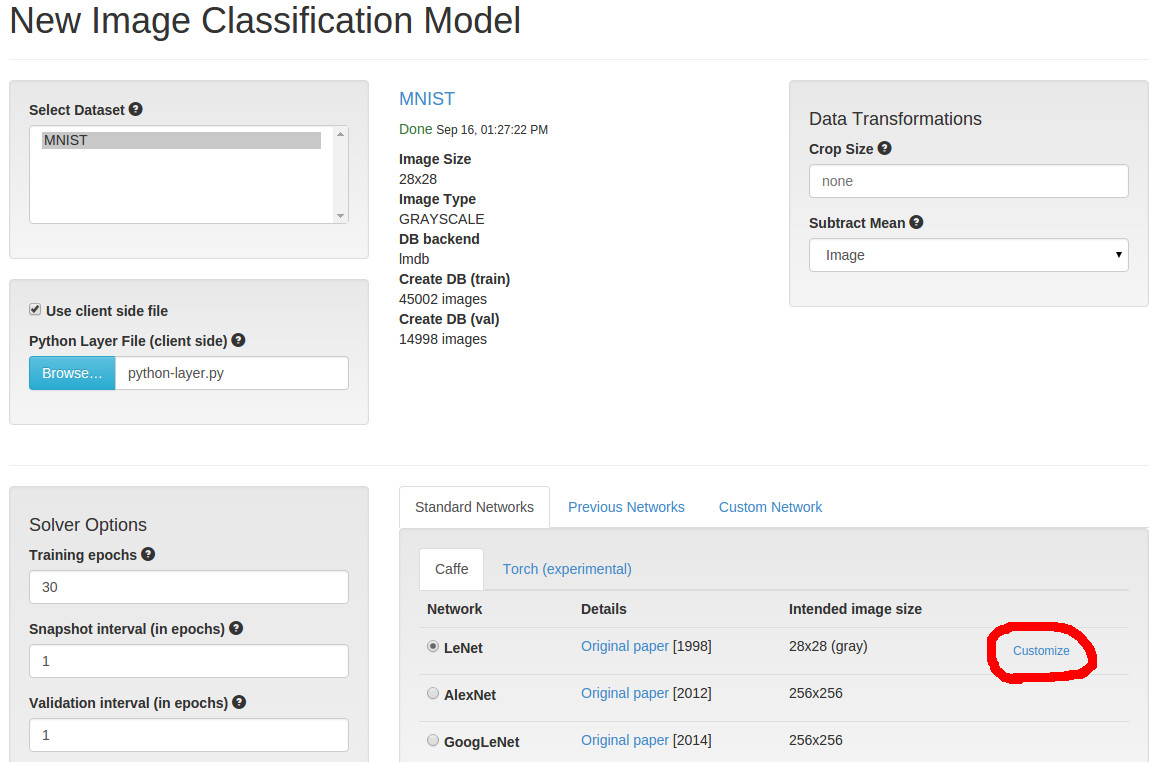 New Image Classification Model
Select Dataset
MNIST
Use client side file
Python Layer File (client side)
Browse...
python-layer.py
MNIST
Done Sep 16, 01:27:22 PM
Image Size
28x28
Image Type
GRAYSCALE
DB backend
lmdb
Create DB (train)
45002 images
Create DB (val)
14998 images
Data Transformations
Crop Size
none
Subtract Mean
Image
Solver Options
Training epochs
30
Snapshot interval (in epochs)
1
Validation interval (in epochs)
1
Standard Networks Previous Networks Custom Network
Caffe Torch (experimental)
Network Details Intended image size
LeNet Original paper [1998] 28x28 (gray) Customize
AlexNet Original paper [2012] 256x256
GoogLeNet Original paper [2014] 256x256